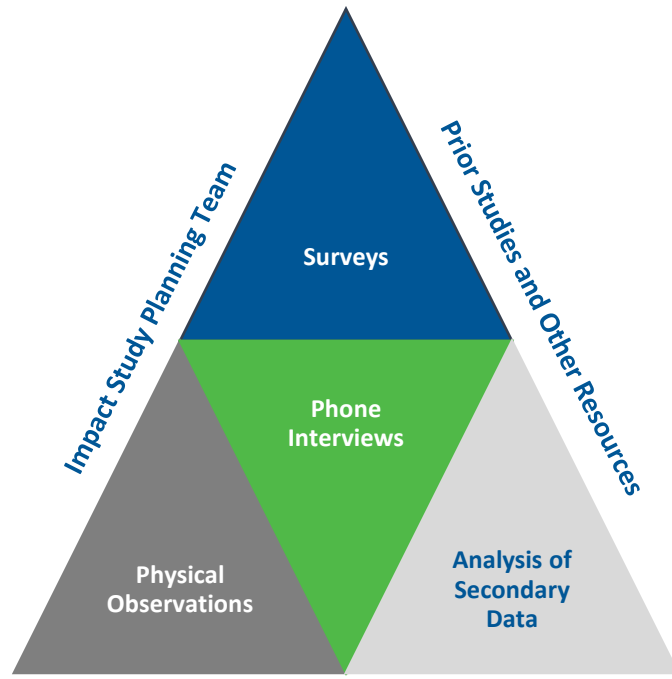 Impact Study Planning Team
Prior Studies and Other Resources
Surveys
Phone
Interviews
Physical
Observations
Analysis of
Secondary
Data